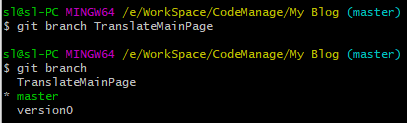 sl@sl-PC MINGW64 /e/WorkSpace/CodeManage/My Blog (master)
$ git branch TranslateMainPage
sl@sl-PC MINGW64 /e/WorkSpace/CodeManage/My Blog (master)
$ git branch
  TranslateMainPage
* master
  version0